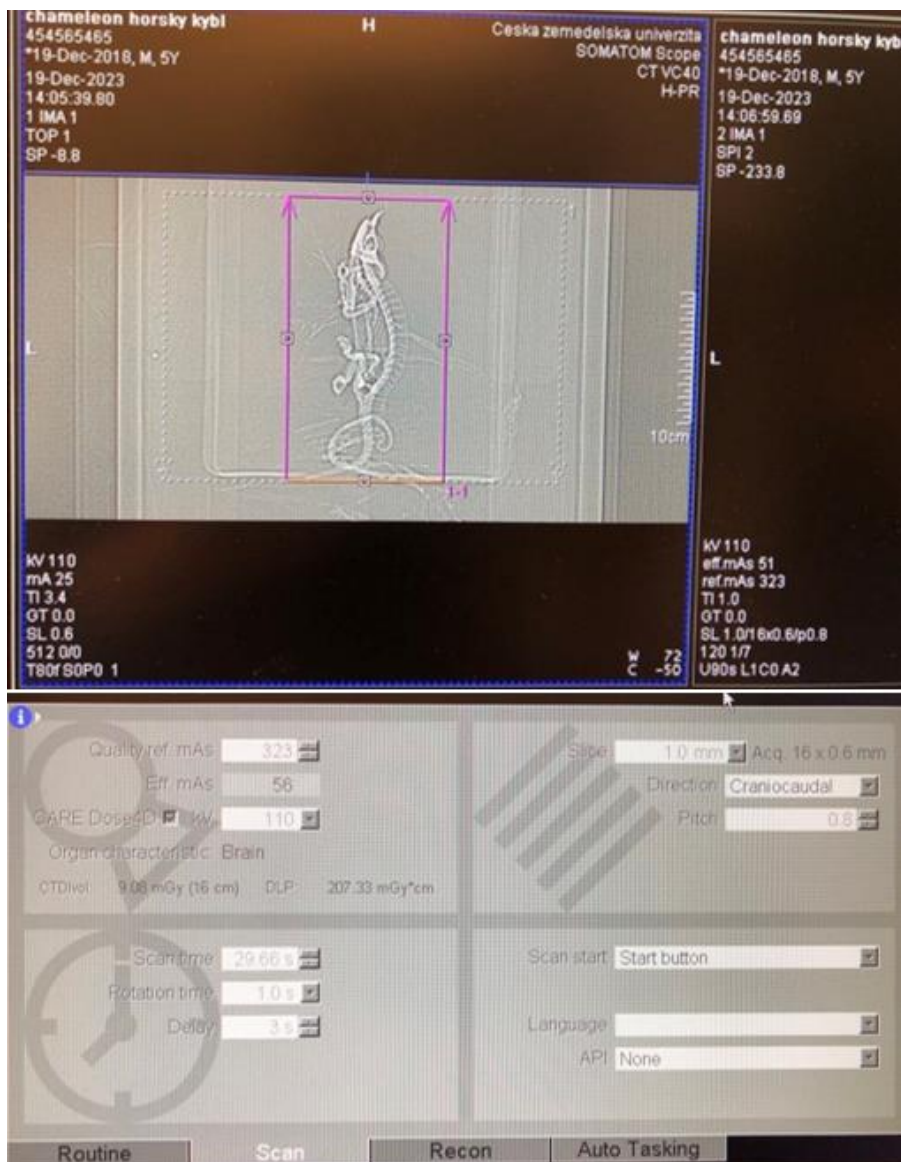 chameleon horsky kybl
454565465
*19-Dec-2018, M, 5Y
19-Dec-2023
14:05:39.80
1 IMA 1
TOP 1
SP -8.8
H
Ceska zemedelska univerzita
SOMATOM Scope
CT VC40
H-PR
L
10cm
1-1
kV 110
mA 25
TI 3.4
GT 0.0
SL 0.6
512 0/0
T80f S0P0 1
W 72
C -50
chameleon horsky kyb
454565465
*19-Dec-2018, M, 5Y
19-Dec-2023
14:06:59.69
2 IMA 1
SPI 2
SP -233.8
L
kV 110
eff.mAs 51
ref.mAs 323
TI 1.0
GT 0.0
SL 1.0/16x0.6/p0.8
120 1/7
U90s L1C0 A2
Quality ref. mAs 323
Eff. mAs 56
CARE Dose4D kV 110
Organ characteristic: Brain
CTDIvol: 9.08 mGy (16 cm) DLP: 207.33 mGy*cm
Slice 1.0 mm Acq. 16 x 0.6 mm
Direction Craniocaudal
Pitch 0.8
Scan time 29.66 s
Rotation time 1.0 s
Delay 3 s
Scan start Start button
Language
API None
Routine Scan Recon Auto Tasking